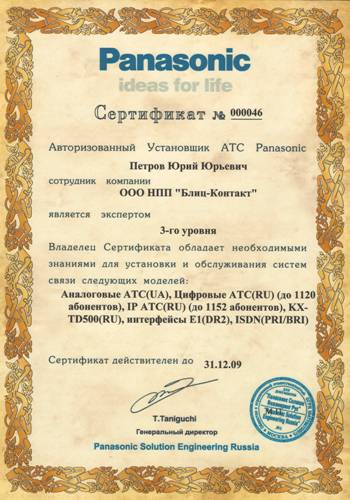 Panasonic
ideas for life
Сертификат № 000046
Авторизованный Установщик АТС Panasonic
Петров Юрий Юрьевич
сотрудник компании
ООО НПП "Блиц-Контакт"
является экспертом
3-го уровня
Владелец Сертификата обладает необходимыми
знаниями для установки и обслуживания систем
связи следующих моделей:
Аналоговые АТС(UA), Цифровые АТС(RU) (до 1120
абонентов), IP АТС(RU) (до 1152 абонентов), KX-
TD500(RU), интерфейсы E1(DR2), ISDN(PRI/BRI)
Сертификат действителен до 31.12.09
T.Taniguchi
Генеральный директор
Panasonic Solution Engineering Russia